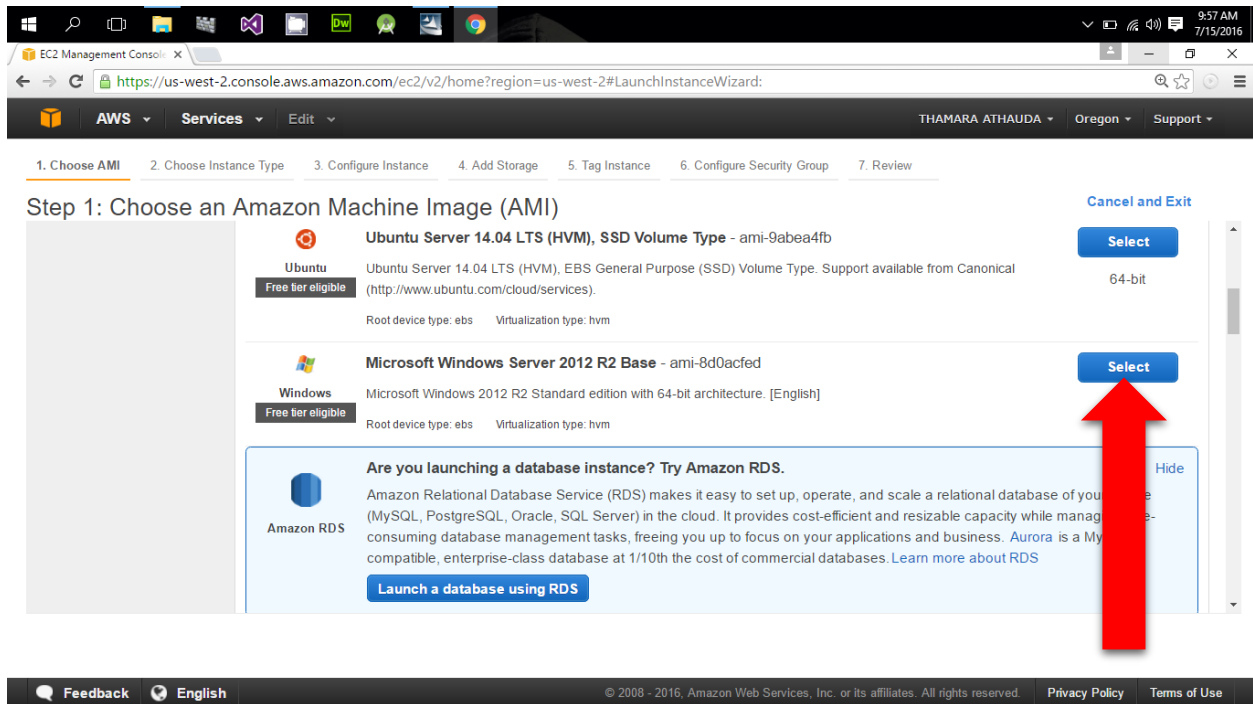 Dw
9:57 AM
7/15/2016
EC2 Management Consol
https://us-west-2.console.aws.amazon.com/ec2/v2/home?region=us-west-2#LaunchInstanceWizard:
AWS Services Edit THAMARA ATHAUDA Oregon Support
1. Choose AMI 2. Choose Instance Type 3. Configure Instance 4. Add Storage 5. Tag Instance 6. Configure Security Group 7. Review
Step 1: Choose an Amazon Machine Image (AMI)
Cancel and Exit
Ubuntu Server 14.04 LTS (HVM), SSD Volume Type - ami-9abea4fb
Select
Ubuntu
Free tier eligible
Ubuntu Server 14.04 LTS (HVM), EBS General Purpose (SSD) Volume Type. Support available from Canonical
(http://www.ubuntu.com/cloud/services).
64-bit
Root device type: ebs Virtualization type: hvm
Microsoft Windows Server 2012 R2 Base - ami-8d0acfed
Select
Windows
Free tier eligible
Microsoft Windows 2012 R2 Standard edition with 64-bit architecture. [English]
Root device type: ebs Virtualization type: hvm
Are you launching a database instance? Try Amazon RDS.
Hide
Amazon RDS
Amazon Relational Database Service (RDS) makes it easy to set up, operate, and scale a relational database of
(MySQL, PostgreSQL, Oracle, SQL Server) in the cloud. It provides cost-efficient and resizable capacity while
consuming database management tasks, freeing you up to focus on your applications and business. Aurora is a
compatible, enterprise-class database at 1/10th the cost of commercial databases. Learn more about RDS
Launch a database using RDS
Feedback English
© 2008 - 2016, Amazon Web Services, Inc. or its affiliates. All rights reserved. Privacy Policy Terms of Use